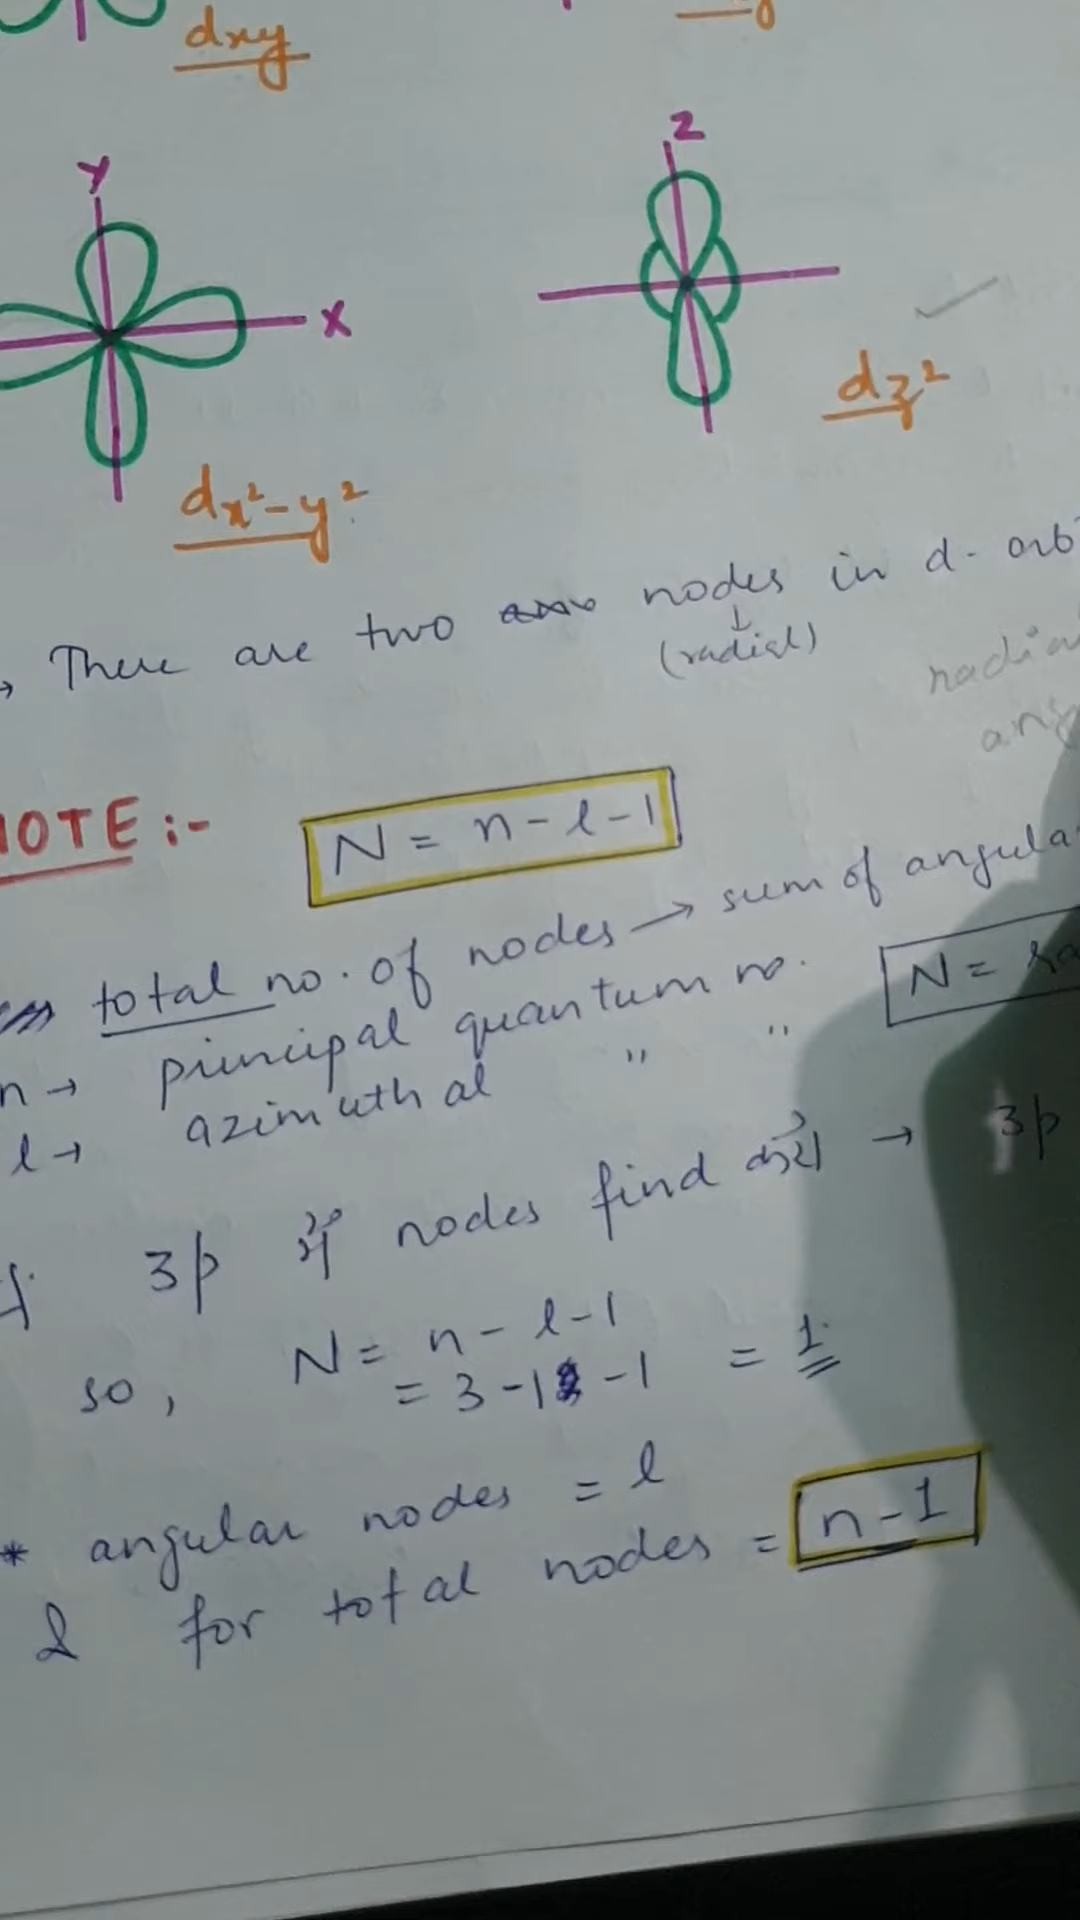 dxy
Z
Y
X
dz²
dx²-y²
→ There are two nodes in d- orb
↓
(radial)
radia
ang
NOTE :- N = n-l-1
total no. of nodes → sum of angula
n → principal quantum no. N = ra
l → azimuthal " "
3p में nodes find करो → 3p
so, N = n-l-1
= 3-1-1 = 1
* angular nodes = l
& for total nodes = n-1